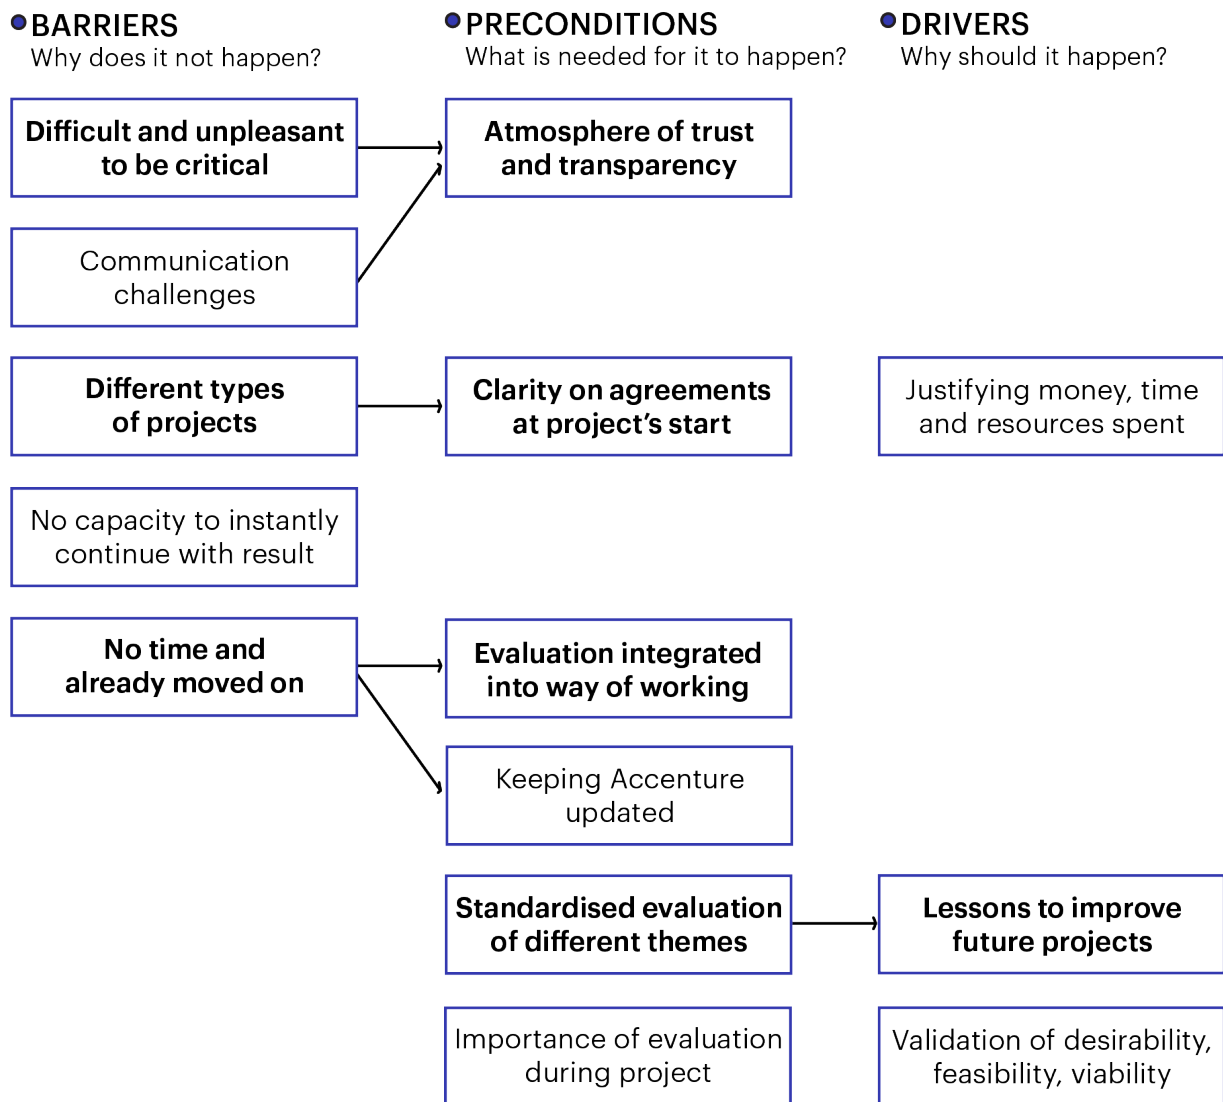 BARRIERS
Why does it not happen?
PRECONDITIONS
What is needed for it to happen?
DRIVERS
Why should it happen?
Difficult and unpleasant
to be critical
Atmosphere of trust
and transparency
Communication
challenges
Different types
of projects
Clarity on agreements
at project’s start
Justifying money, time
and resources spent
No capacity to instantly
continue with result
No time and
already moved on
Evaluation integrated
into way of working
Keeping Accenture
updated
Standardised evaluation
of different themes
Lessons to improve
future projects
Importance of evaluation
during project
Validation of desirability,
feasibility, viability